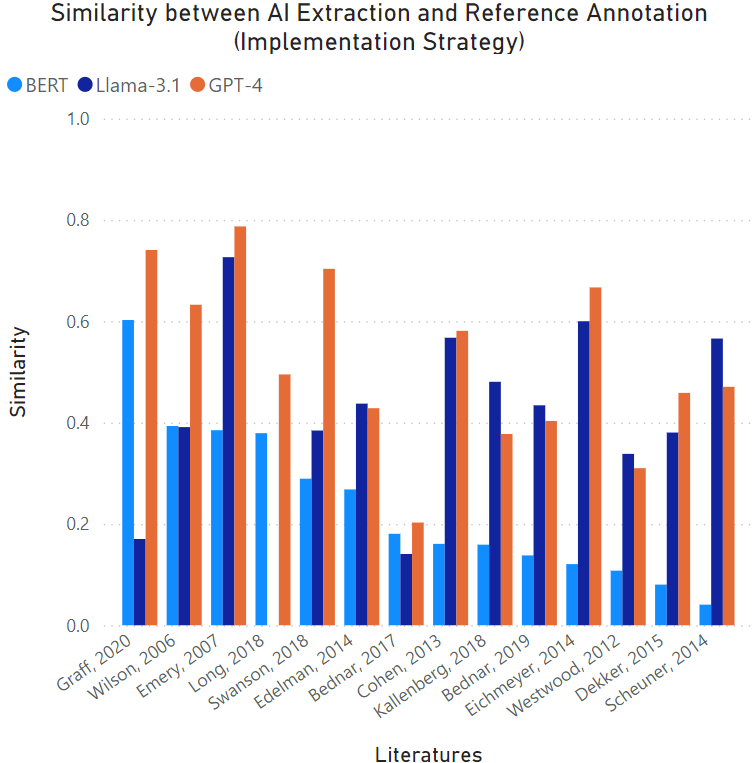 Similarity between AI Extraction and Reference Annotation
(Implementation Strategy)
BERT Llama-3.1 GPT-4
1.0
0.8
0.6
0.4
0.2
0.0
Similarity
Graff, 2020
Wilson, 2006
Emery, 2007
Long, 2018
Swanson, 2018
Edelman, 2014
Bednar, 2017
Cohen, 2013
Kallenberg, 2018
Bednar, 2019
Eichmeyer, 2014
Westwood, 2012
Dekker, 2015
Scheuner, 2014
Literatures